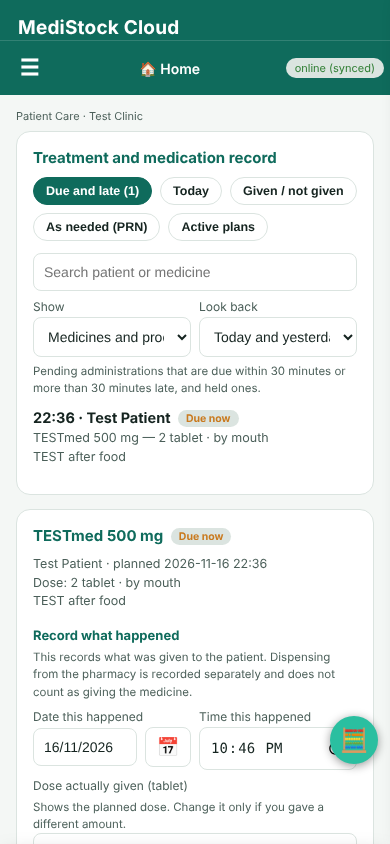 MediStock Cloud
☰
🏠 Home
online (synced)
Patient Care · Test Clinic
Treatment and medication record
Due and late (1)
Today
Given / not given
As needed (PRN)
Active plans
Search patient or medicine
Show
Look back
Medicines and pro
Today and yesterd
Pending administrations that are due within 30 minutes or
more than 30 minutes late, and held ones.
22:36 · Test Patient Due now
TESTmed 500 mg — 2 tablet · by mouth
TEST after food
TESTmed 500 mg Due now
Test Patient · planned 2026-11-16 22:36
Dose: 2 tablet · by mouth
TEST after food
Record what happened
This records what was given to the patient. Dispensing
from the pharmacy is recorded separately and does not
count as giving the medicine.
Date this happened
Time this happened
16/11/2026
10:46 PM
Dose actually given (tablet)
Shows the planned dose. Change it only if you gave a
different amount.